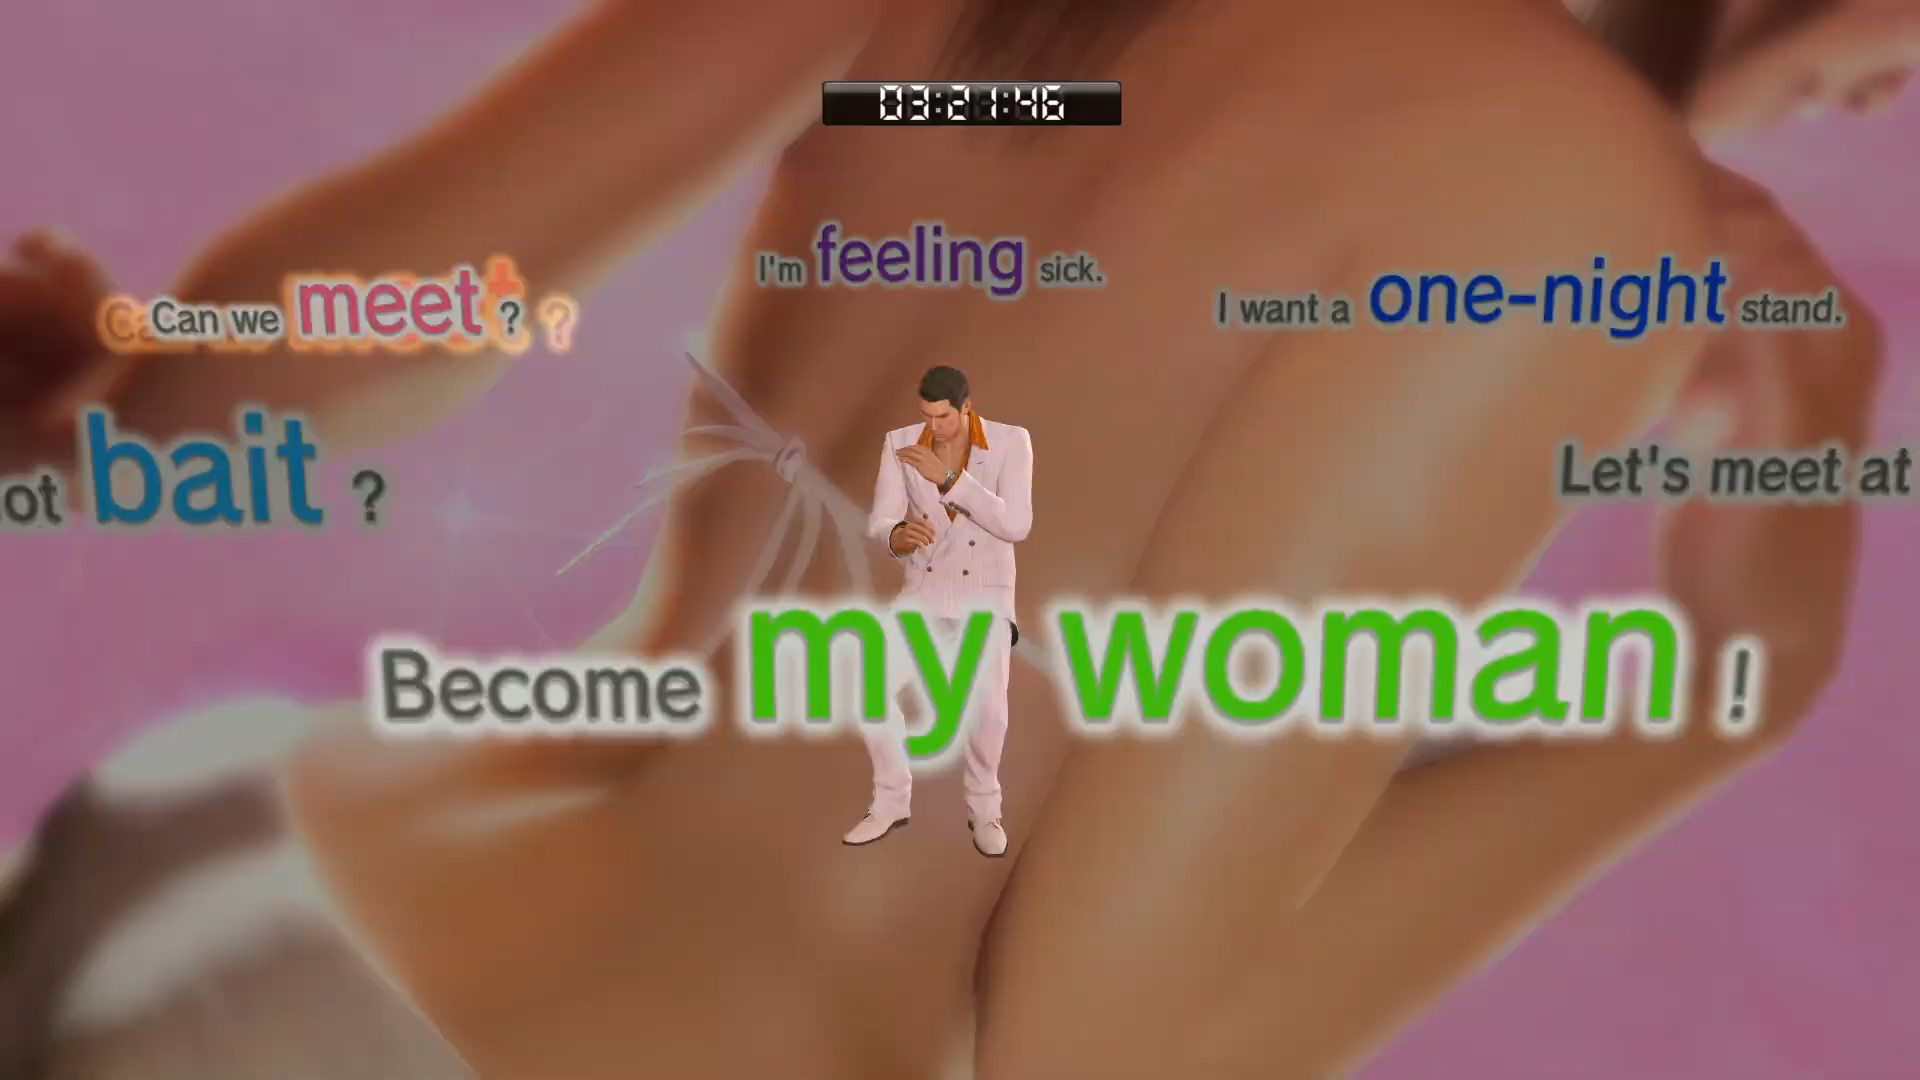 03:21:46
I'm feeling sick.
Can we meet ?
I want a one-night stand.
ot bait ?
Let's meet at
Become my woman !